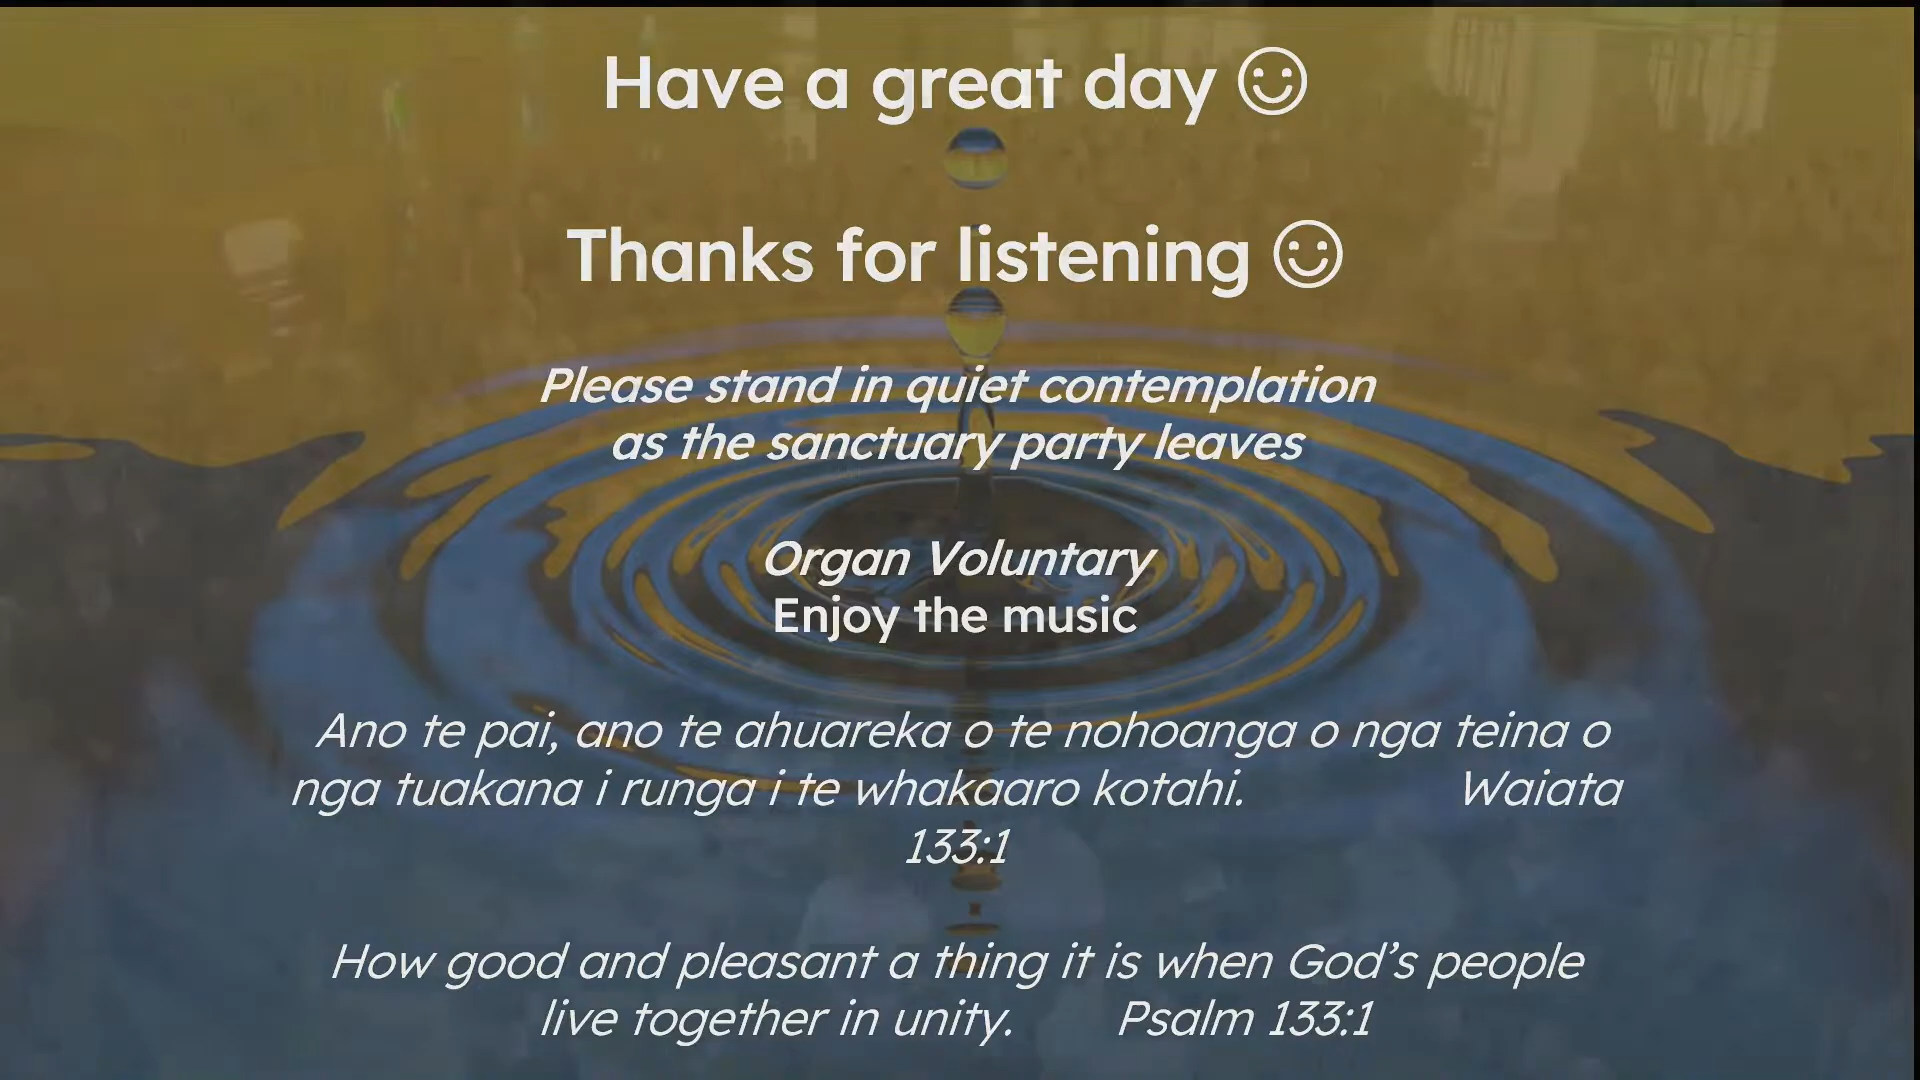 Have a great day ☺
Thanks for listening ☺
Please stand in quiet contemplation
as the sanctuary party leaves
Organ Voluntary
Enjoy the music
Ano te pai, ano te ahuareka o te nohoanga o nga teina o
nga tuakana i runga i te whakaaro kotahi. Waiata
133:1
How good and pleasant a thing it is when God’s people
live together in unity. Psalm 133:1